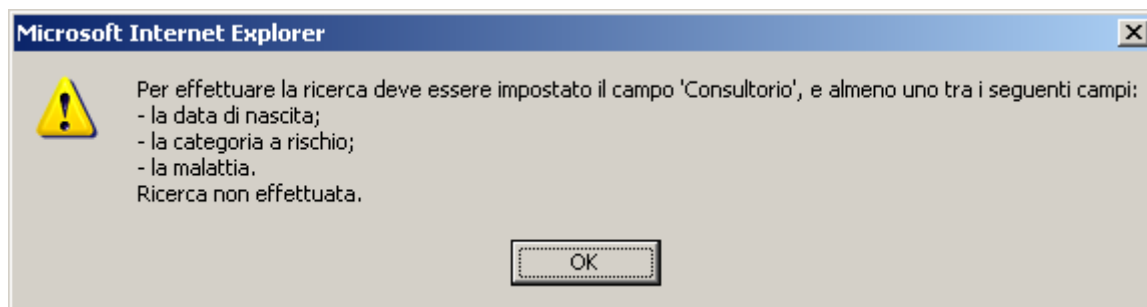 Microsoft Internet Explorer
Per effettuare la ricerca deve essere impostato il campo 'Consultorio', e almeno uno tra i seguenti campi:
- la data di nascita;
- la categoria a rischio;
- la malattia.
Ricerca non effettuata.
OK